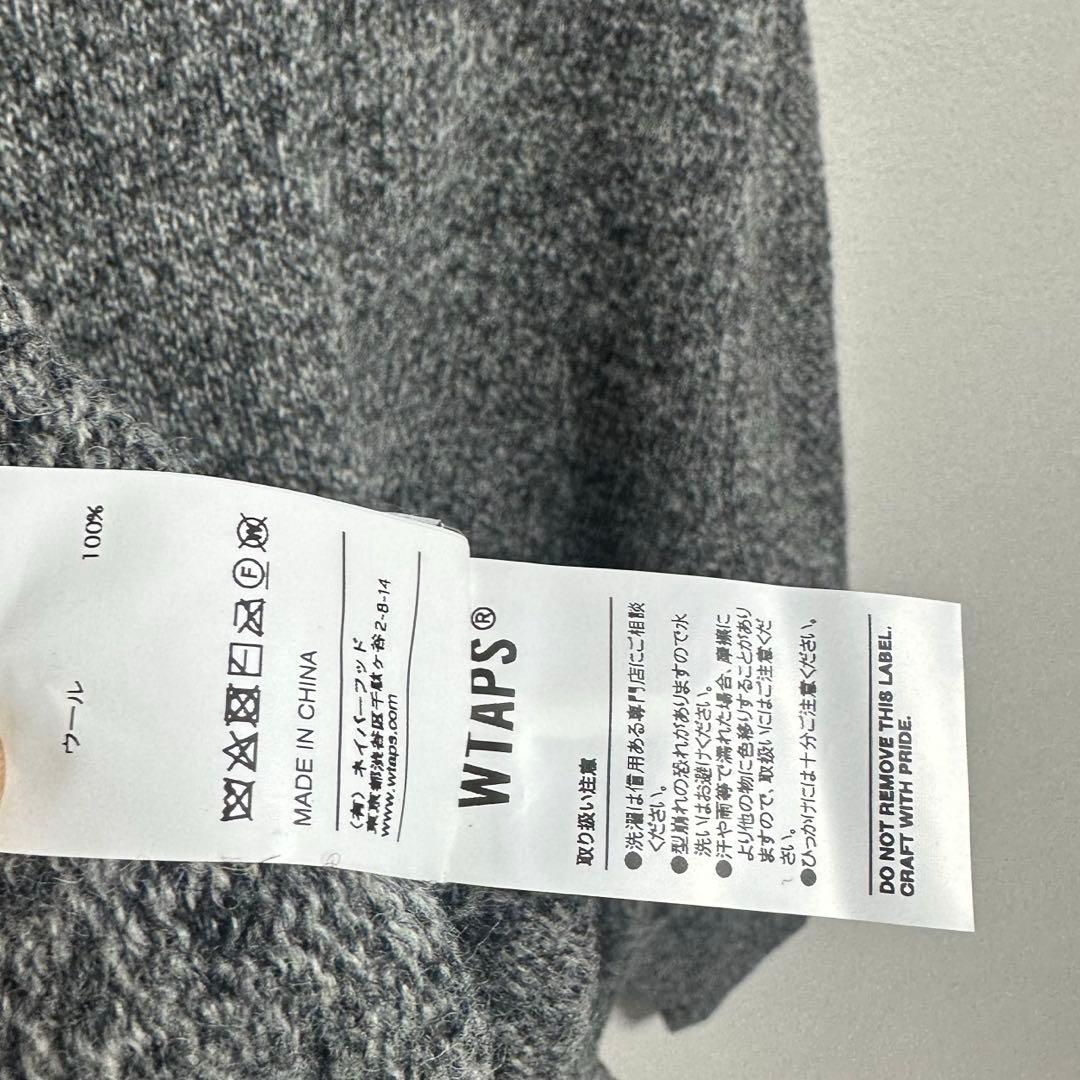 ウール 100%
MADE IN CHINA
(有) ネイバーフッド
東京都渋谷区千駄ヶ谷2-8-14
www.wtaps.com
WTAPS®
取り扱い注意
●洗濯は信用ある専門店にご相談
ください。
●型崩れの恐れがありますので水
洗いはお避けください。
●汗や雨等で濡れた場合、摩擦に
より他の物に色移りすることがあり
ますので、取扱いにはご注意くだ
さい。
●ひっかけには十分ご注意ください。
DO NOT REMOVE THIS LABEL.
CRAFT WITH PRIDE.